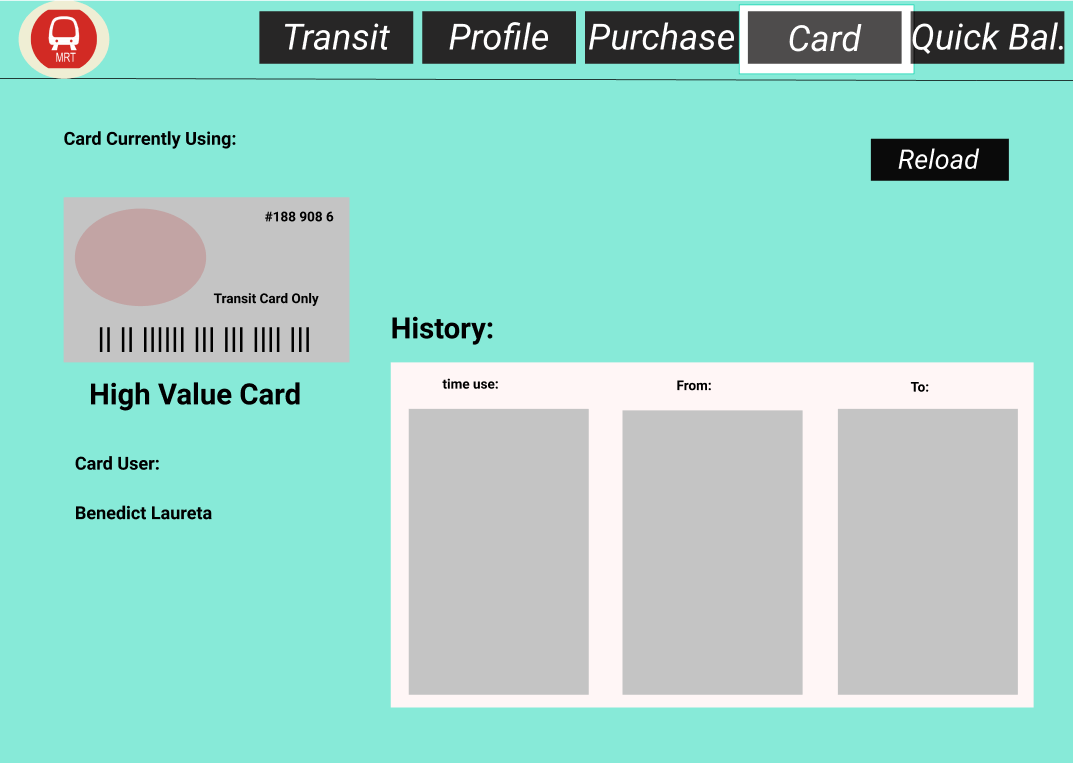 MRT
Transit
Profile
Purchase
Card
Quick Bal.
Card Currently Using:
Reload
#188 908 6
Transit Card Only
History:
High Value Card
time use:
From:
To:
Card User:
Benedict Laureta